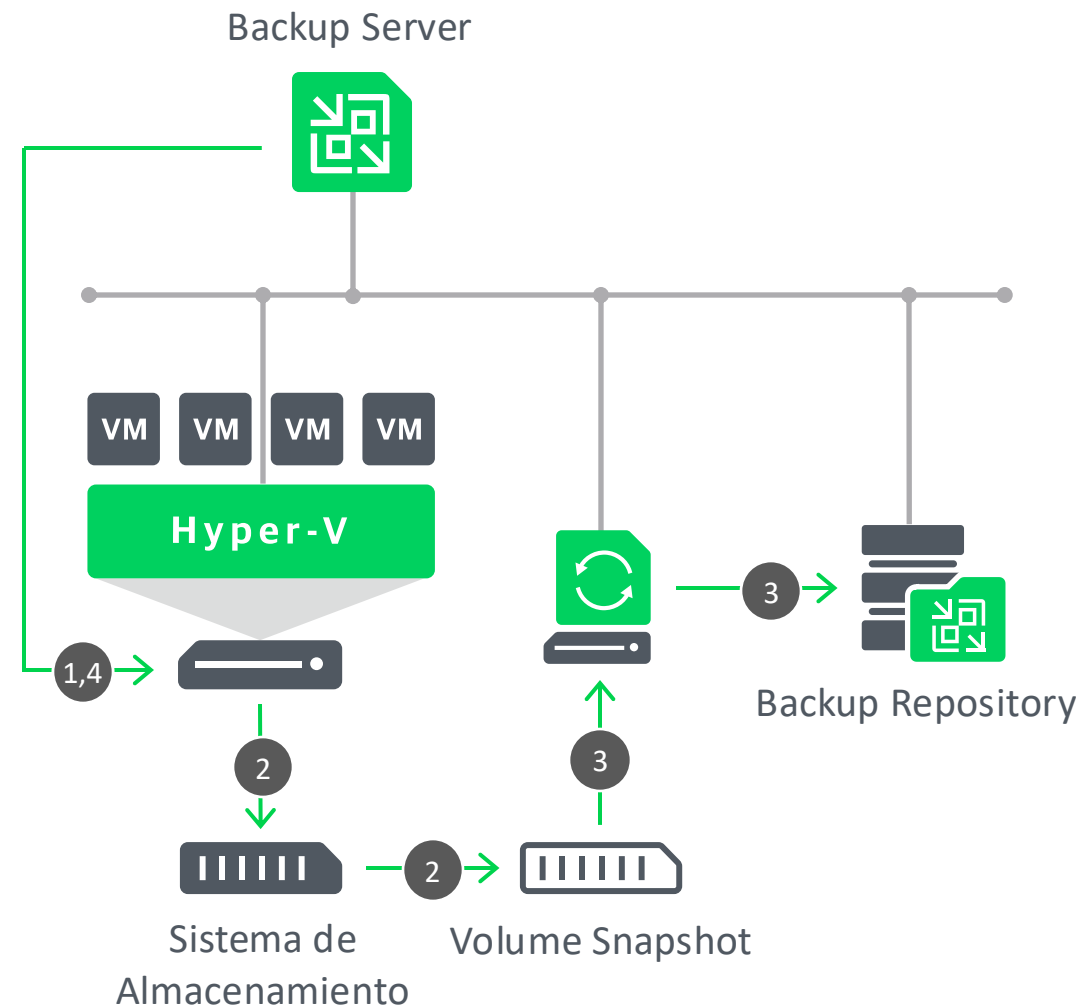 Backup Server
VM VM VM VM
Hyper-V
3
1,4
Backup Repository
2
3
2
Sistema de
Almacenamiento
Volume Snapshot